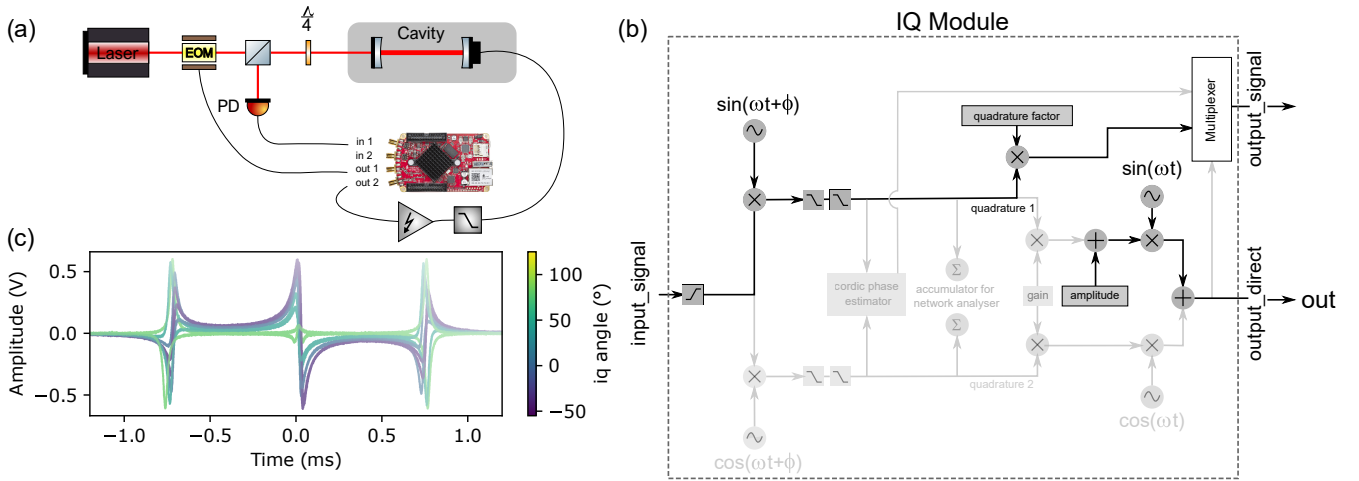 (a)
Λ
4
Laser
EOM
Cavity
PD
in 1
in 2
out 1
out 2
(b)
IQ Module
sin(ωt+ϕ)
quadrature factor
Multiplexer
output_signal
sin(ωt)
quadrature 1
input_signal
cordic phase
estimator
Σ
accumulator for
network analyser
Σ
gain
amplitude
output_direct
out
quadrature 2
cos(ωt+ϕ)
cos(ωt)
(c)
Amplitude (V)
0.5
0.0
−0.5
−1.0
−0.5
0.0
0.5
1.0
Time (ms)
100
50
0
−50
iq angle (°)